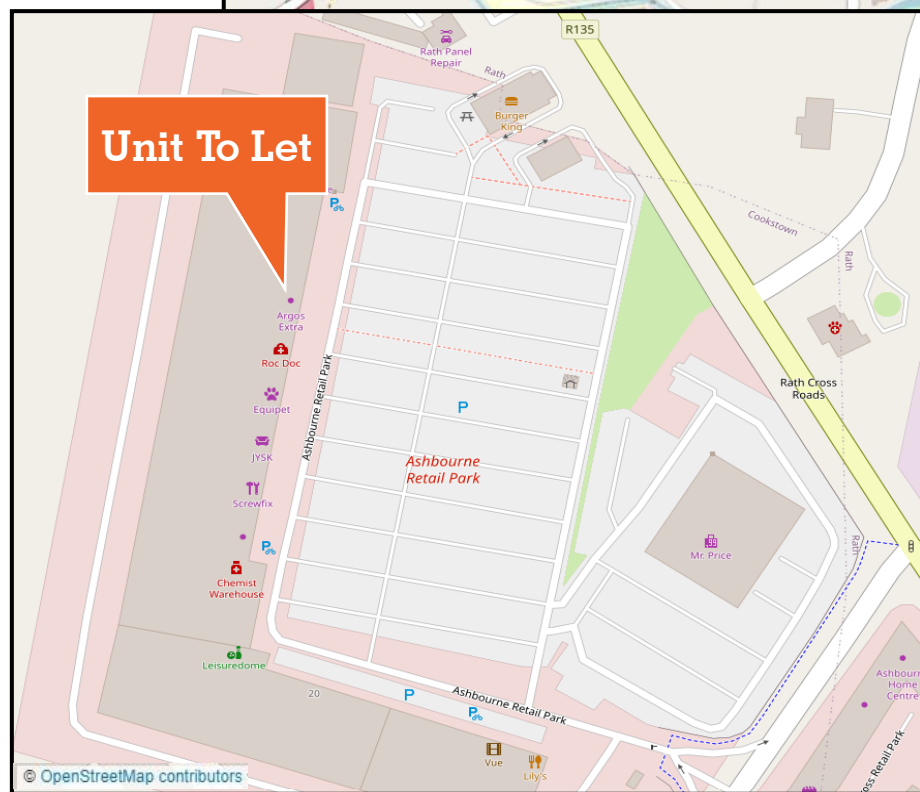 R135
Rath Panel
Repair
Rath
Burger
King
Unit To Let
Cookstown
Rath
Argos
Extra
Roc Doc
Rath Cross
Roads
Equipet
Ashbourne Retail Park
P
JYSK
Ashbourne
Retail Park
Screwfix
Mr. Price
Rath
Chemist
Warehouse
Leisuredome
20
P
Ashbourne Retail Park
Ashbourn
Home
Centre
Vue
Lily's
oss Retail Park
© OpenStreetMap contributors